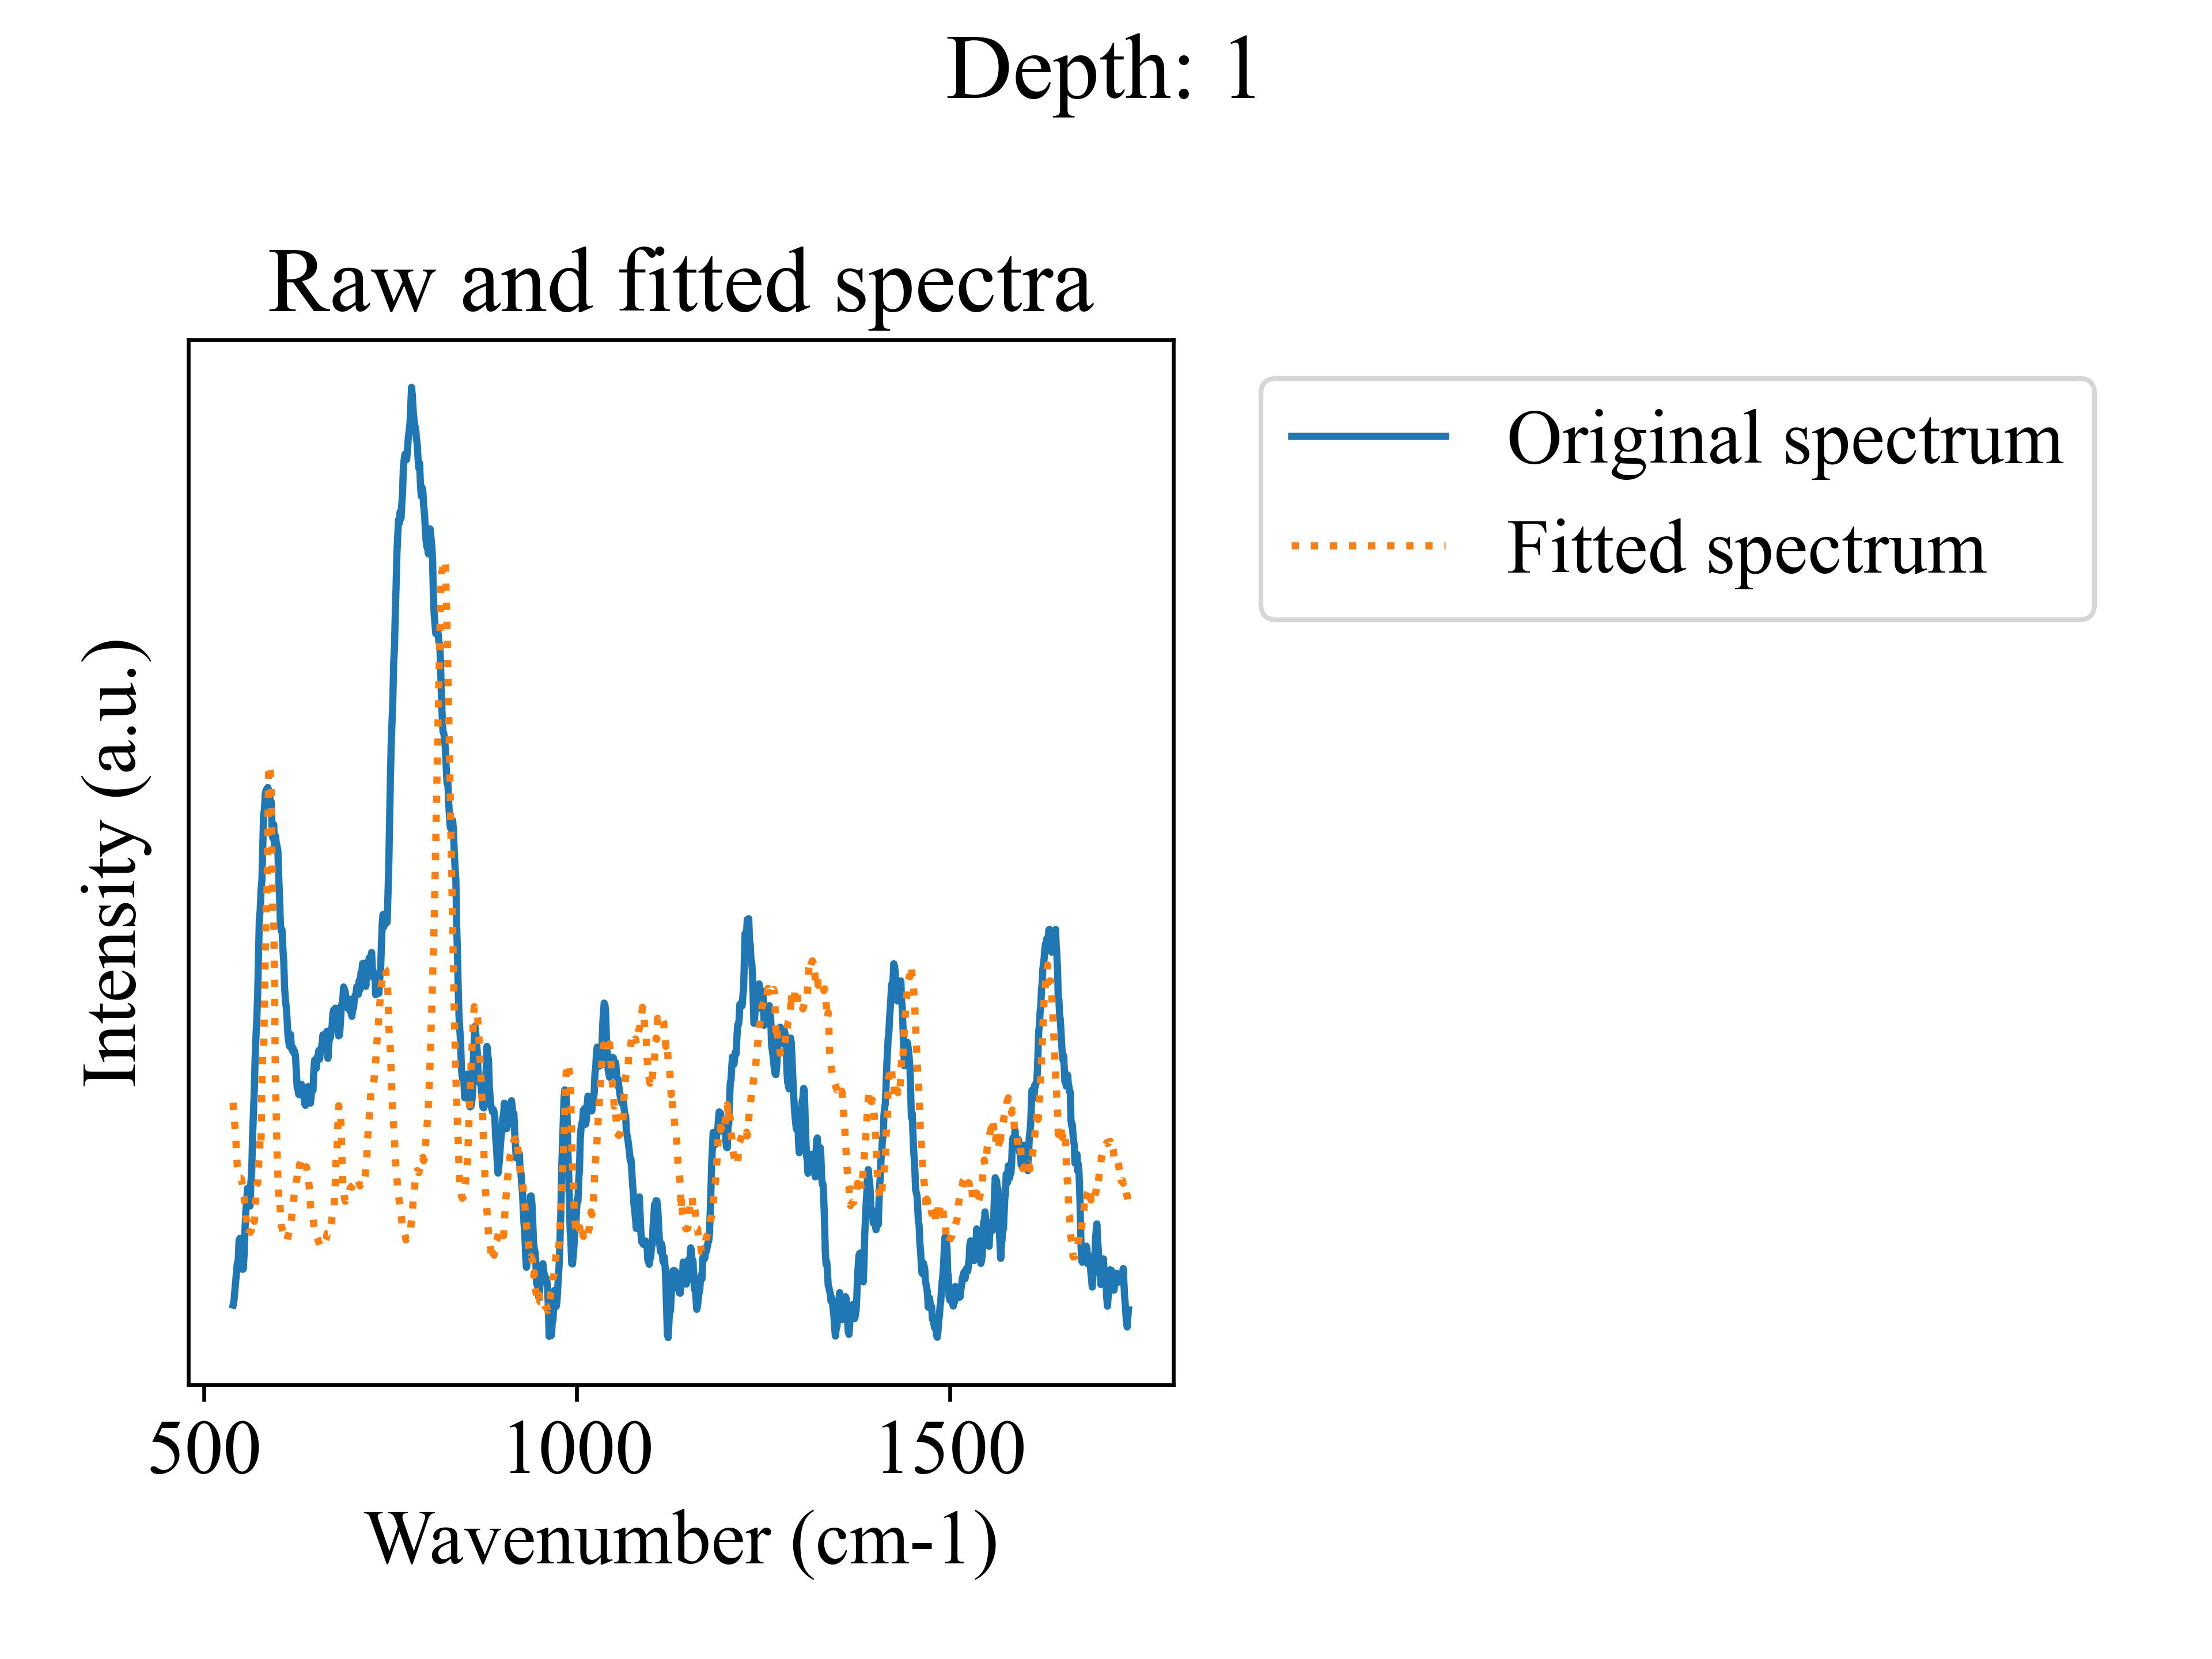 Depth: 1
Raw and fitted spectra
Original spectrum
Fitted spectrum
Intensity (a.u.)
500 1000 1500
Wavenumber (cm-1)